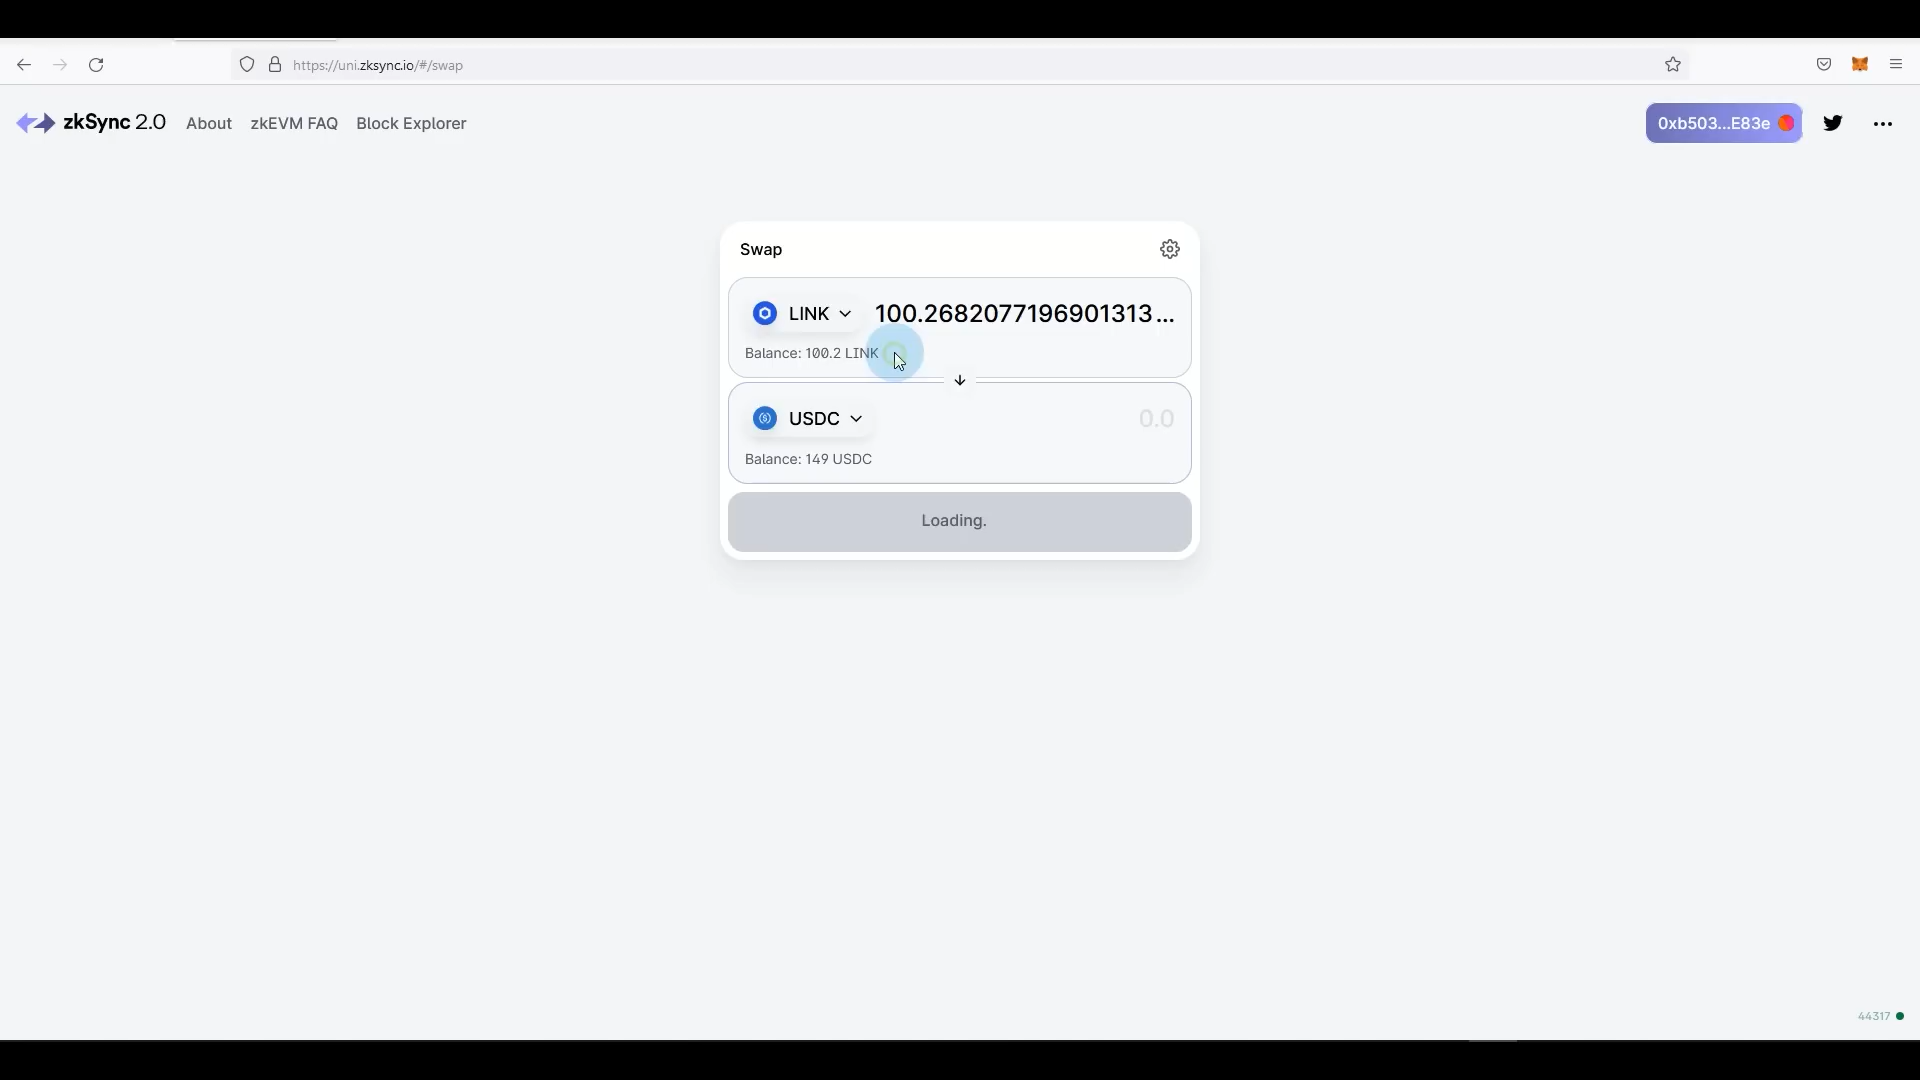 https://uni.zksync.io/#/swap
zkSync 2.0 About zkEVM FAQ Block Explorer 0xb503...E83e
Swap
LINK 100.2682077196901313...
Balance: 100.2 LINK
USDC 0.0
Balance: 149 USDC
Loading.
44317